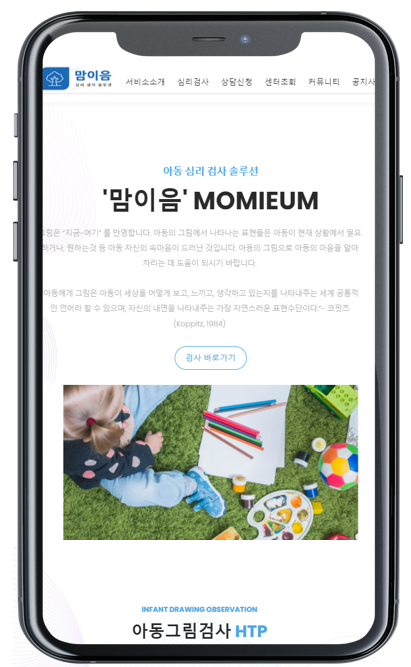 맘이음
심리 검사 솔루션
서비스소개 심리검사 상담신청 센터조회 커뮤니티 공지사
아동 심리 검사 솔루션
'맘이음' MOMIEUM
그림은 "지금-여기" 를 반영합니다. 아동의 그림에서 나타나는 표현들은 아동이 현재 상황에서 필요
하거나, 원하는것 등 아동 자신의 속마음이 드러난 것입니다. 아동의 그림으로 아동의 마음을 알아
차리는 데 도움이 되시기 바랍니다.
아동에게 그림은 아동이 세상을 어떻게 보고, 느끼고, 생각하고 있는지를 나타내주는 세계 공통적
인 언어라 할 수 있으며, 자신의 내면을 나타내주는 가장 자연스러운 표현수단이다."- 코핏츠
(Koppitz, 1984)
검사 바로가기
INFANT DRAWING OBSERVATION
아동그림검사 HTP